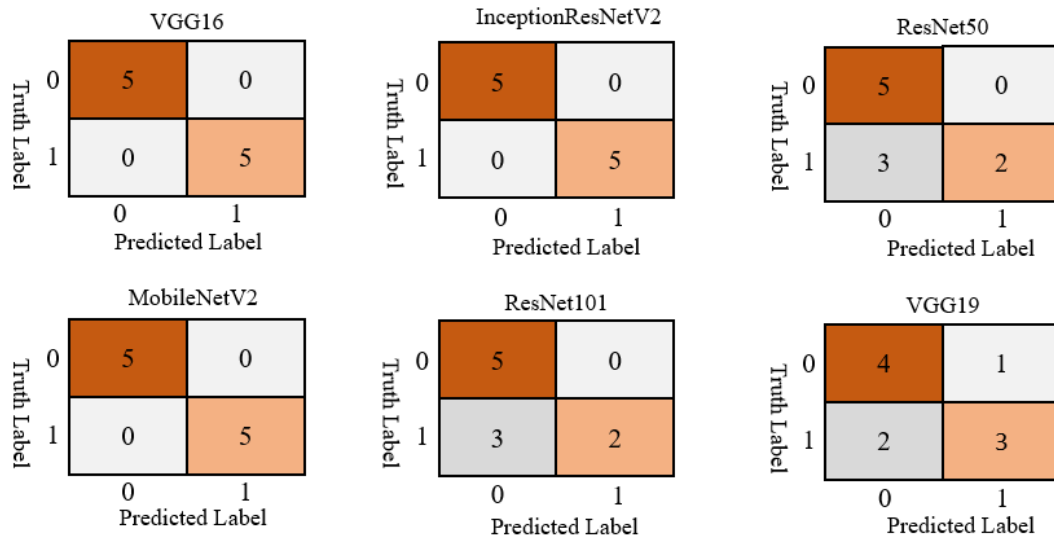 VGG16
Truth Label
0 5 0
1 0 5
0 1
Predicted Label
InceptionResNetV2
Truth Label
0 5 0
1 0 5
0 1
Predicted Label
ResNet50
Truth Label
0 5 0
1 3 2
0 1
Predicted Label
MobileNetV2
Truth Label
0 5 0
1 0 5
0 1
Predicted Label
ResNet101
Truth Label
0 5 0
1 3 2
0 1
Predicted Label
VGG19
Truth Label
0 4 1
1 2 3
0 1
Predicted Label